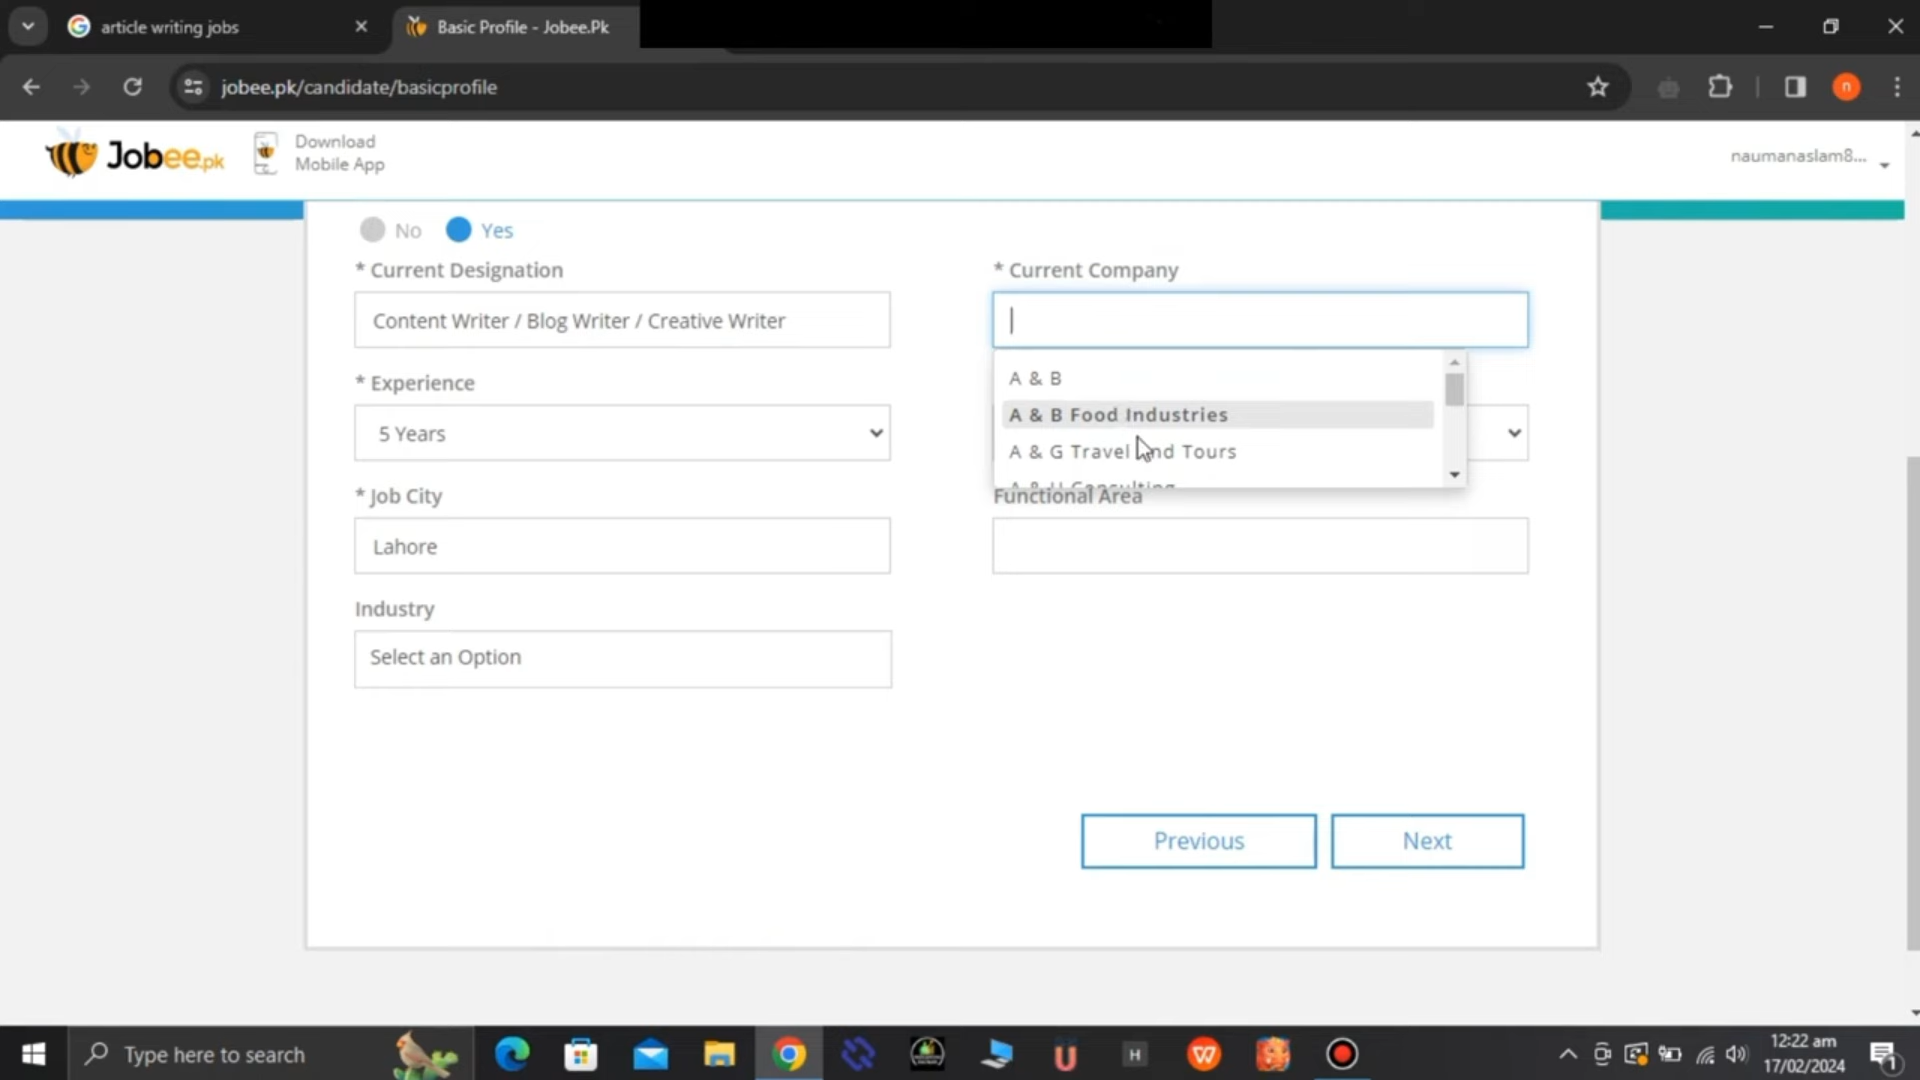 article writing jobs
Basic Profile - Jobee.Pk
jobee.pk/candidate/basicprofile
n
Jobee.pk
Download
Mobile App
naumanaslam8...
No
Yes
* Current Designation
* Current Company
Content Writer / Blog Writer / Creative Writer
A & B
A & B Food Industries
A & G Travel and Tours
* Experience
5 Years
* Job City
Functional Area
Lahore
Industry
Select an Option
Previous
Next
Type here to search
H
12:22 am
17/02/2024
1